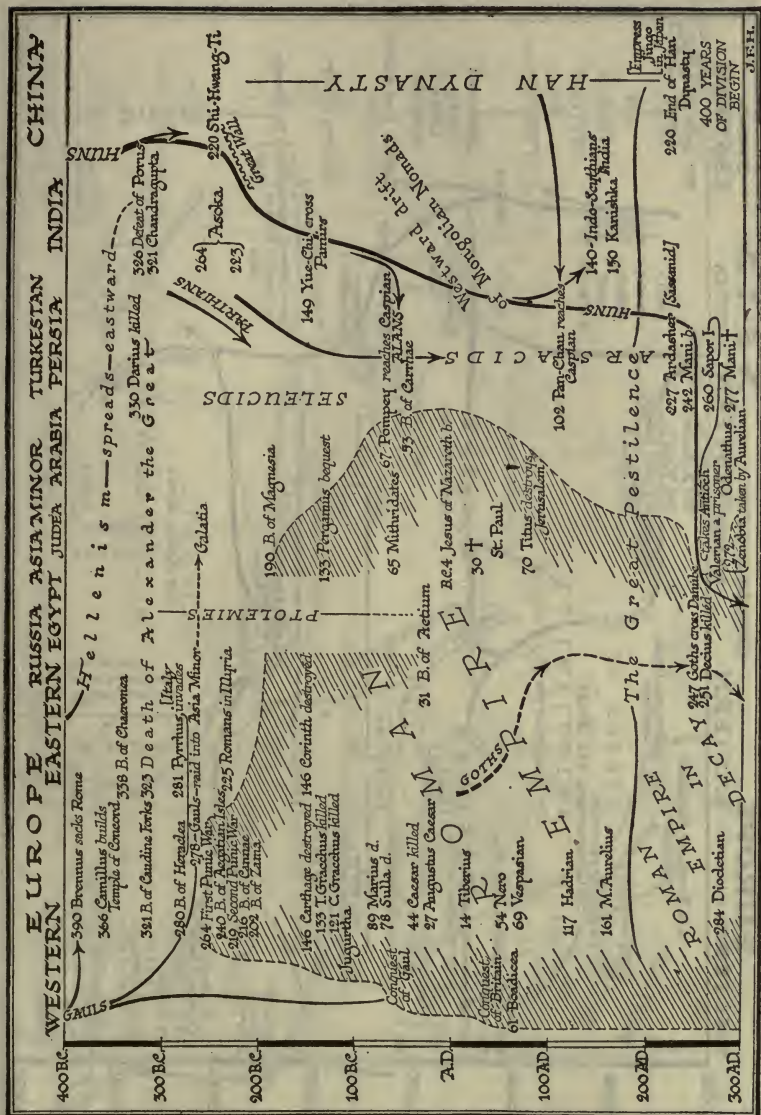 EUROPE RUSSIA ASIA MINOR TURKESTAN CHINA
WESTERN EASTERN EGYPT JUDEA ARABIA PERSIA INDIA
400 B.C.
300 B.C.
200 B.C.
100 B.C.
A.D.
100 A.D.
200 A.D.
300 A.D.
GAULS
390 Brennus sacks Rome
366 Camillus builds
Temple of Concord
338 B. of Chaeronea
321 B. of Caudine Forks
323 Death of Alexander the Great
280 B. of Heraclea
281 Pyrrhus invades
[Italy
278-Gauls-raid into Asia Minor
Galatia
264 First Punic War
240 B. of Aegatian Isles
225 Romans in Illyria
219 Second Punic War
216 B. of Cannae
202 B. of Zama
146 Carthage destroyed
146 Corinth destroyed
133 T. Gracchus killed
121 C. Gracchus killed
Jugurtha
89 Marius d.
78 Sulla d.
Conquest
of Gaul
44 Caesar killed
27 Augustus Caesar
31 B. of Actium
14 Tiberius
Conquest
of Britain
54 Nero
61 Boadicea
69 Vespasian
117 Hadrian
161 M. Aurelius
ROMAN
EMPIRE
GOTHS
The Great Pestilence
ROMAN
EMPIRE IN
DECAY
247 Goths cross Danube
251 Decius killed
284 Diocletian
Hellenism—spreads—eastward
PTOLEMIES
SELEUCIDS
190 B. of Magnesia
133 Pergamus bequest
65 Mithridates
67 Pompey reaches Caspian
ALANS
53 B. of Carrhae
B.C. 4 Jesus of Nazareth b.
30 †
St. Paul
70 Titus destroys
Jerusalem
ARSACIDS
102 Pan-Chau reaches
Caspian
330 Darius killed
326 Defeat of Porus
321 Chandragupta
PARTHIANS
264
Asoka
223
149 Yue-Chi cross
Pamirs
HUNS
220 Shi-Hwang-Ti
Great Wall
Westward drift
of Mongolian Nomads
HAN DYNASTY
140-Indo-Scythians
India
150 Kanishka
HUNS
[Empress
Jingo
in Japan
220 End of Han
Dynasty
400 YEARS
OF DIVISION
BEGIN
227 Ardashir [Sassanid]
242 Mani b.
260 Sapor I
takes Antioch
Valerian a prisoner
Odenathus
277 Mani †
272
Zenobia taken by Aurelian
J.F.H.